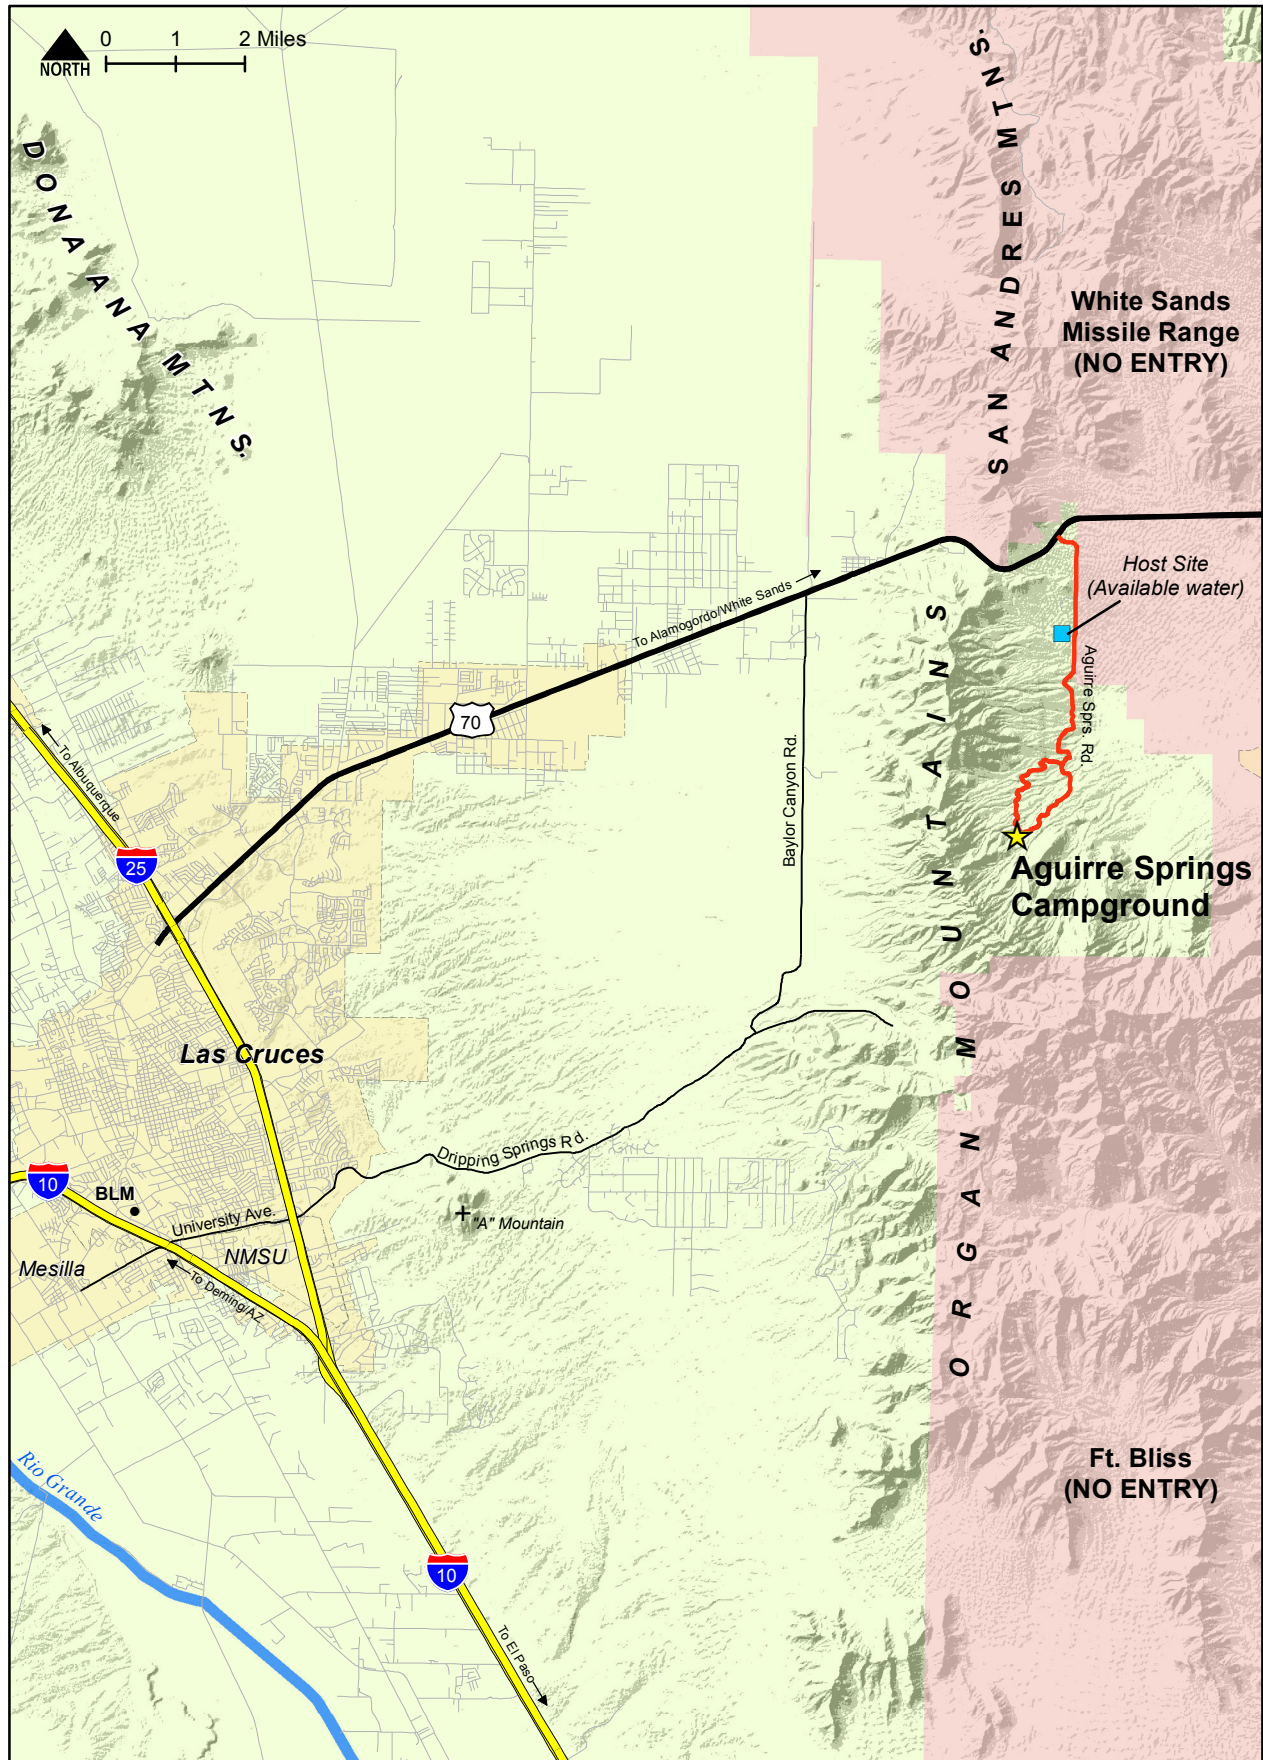 0 1 2 Miles
NORTH
DONA ANA MTNS.
SAN ANDRES MTNS.
White Sands
Missile Range
(NO ENTRY)
Host Site
(Available water)
To Alamogordo/White Sands
Aguirre Sprs. Rd.
70
To Albuquerque
25
Baylor Canyon Rd.
Aguirre Springs
Campground
ORGAN MOUNTAINS
Las Cruces
Dripping Springs Rd.
10
BLM
University Ave.
"A" Mountain
NMSU
Mesilla
To Deming/AZ
Ft. Bliss
(NO ENTRY)
Rio Grande
10
To El Paso